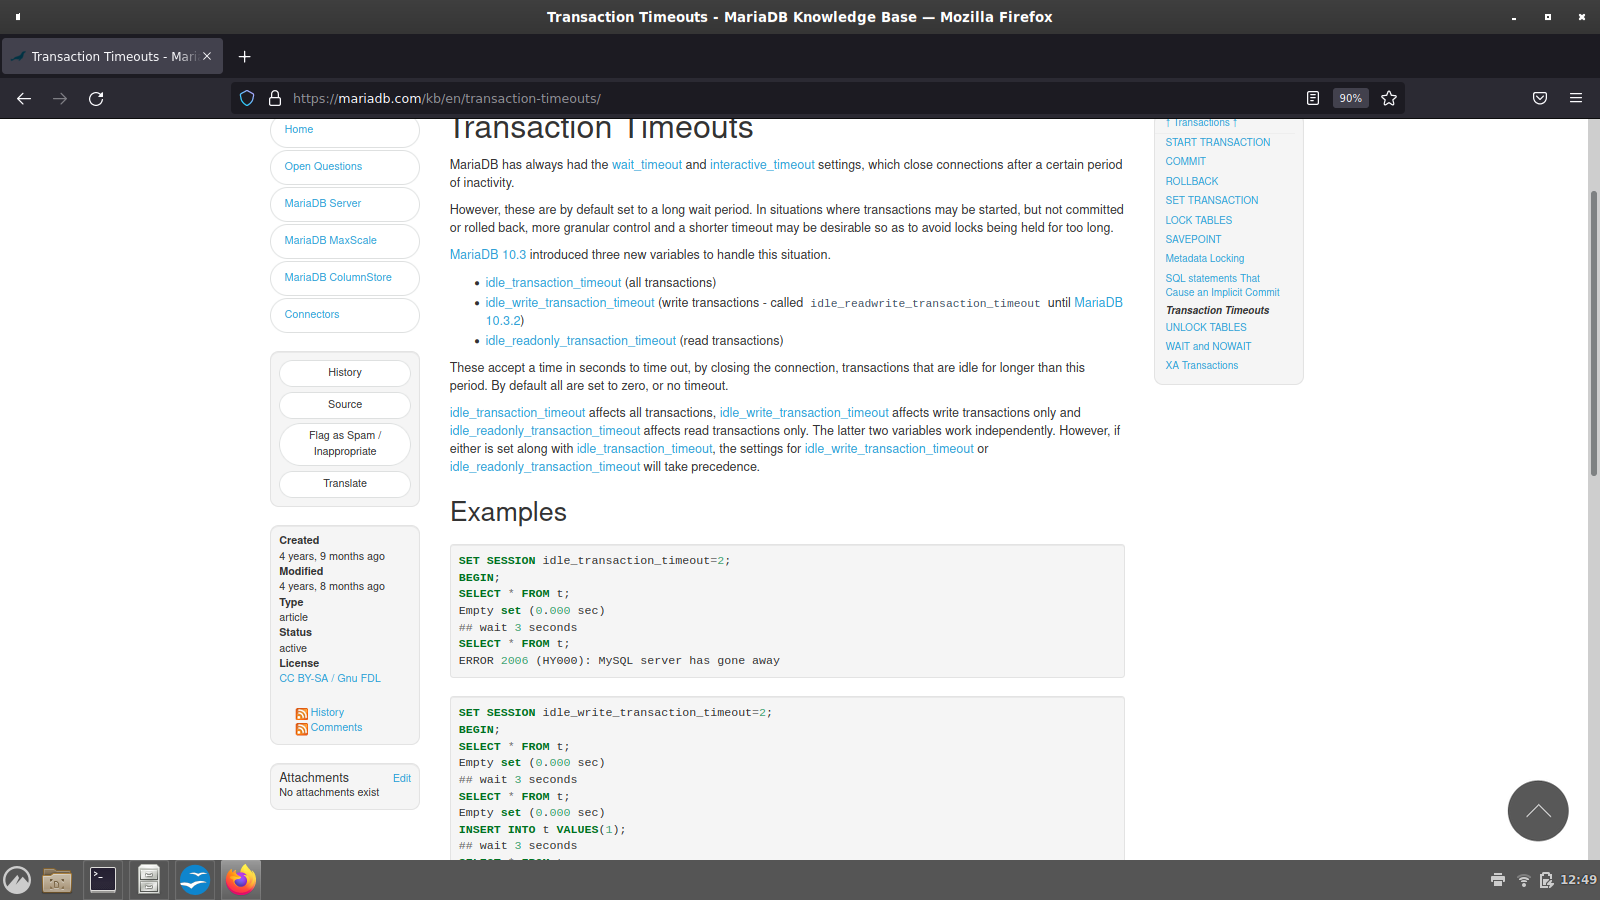 Transaction Timeouts - MariaDB Knowledge Base — Mozilla Firefox
Transaction Timeouts - Mari
https://mariadb.com/kb/en/transaction-timeouts/
90%
Home
Open Questions
MariaDB Server
MariaDB MaxScale
MariaDB ColumnStore
Connectors
History
Source
Flag as Spam /
Inappropriate
Translate
Created
4 years, 9 months ago
Modified
4 years, 8 months ago
Type
article
Status
active
License
CC BY-SA / Gnu FDL
History
Comments
Attachments
Edit
No attachments exist
Transaction Timeouts
MariaDB has always had the wait_timeout and interactive_timeout settings, which close connections after a certain period
of inactivity.
However, these are by default set to a long wait period. In situations where transactions may be started, but not committed
or rolled back, more granular control and a shorter timeout may be desirable so as to avoid locks being held for too long.
MariaDB 10.3 introduced three new variables to handle this situation.
• idle_transaction_timeout (all transactions)
• idle_write_transaction_timeout (write transactions - called idle_readwrite_transaction_timeout until MariaDB
10.3.2)
• idle_readonly_transaction_timeout (read transactions)
These accept a time in seconds to time out, by closing the connection, transactions that are idle for longer than this
period. By default all are set to zero, or no timeout.
idle_transaction_timeout affects all transactions, idle_write_transaction_timeout affects write transactions only and
idle_readonly_transaction_timeout affects read transactions only. The latter two variables work independently. However, if
either is set along with idle_transaction_timeout, the settings for idle_write_transaction_timeout or
idle_readonly_transaction_timeout will take precedence.
Examples
SET SESSION idle_transaction_timeout=2;
BEGIN;
SELECT * FROM t;
Empty set (0.000 sec)
## wait 3 seconds
SELECT * FROM t;
ERROR 2006 (HY000): MySQL server has gone away
SET SESSION idle_write_transaction_timeout=2;
BEGIN;
SELECT * FROM t;
Empty set (0.000 sec)
## wait 3 seconds
SELECT * FROM t;
Empty set (0.000 sec)
INSERT INTO t VALUES(1);
## wait 3 seconds
SELECT * FROM t;
↑ Transactions ↑
START TRANSACTION
COMMIT
ROLLBACK
SET TRANSACTION
LOCK TABLES
SAVEPOINT
Metadata Locking
SQL statements That
Cause an Implicit Commit
Transaction Timeouts
UNLOCK TABLES
WAIT and NOWAIT
XA Transactions
12:49